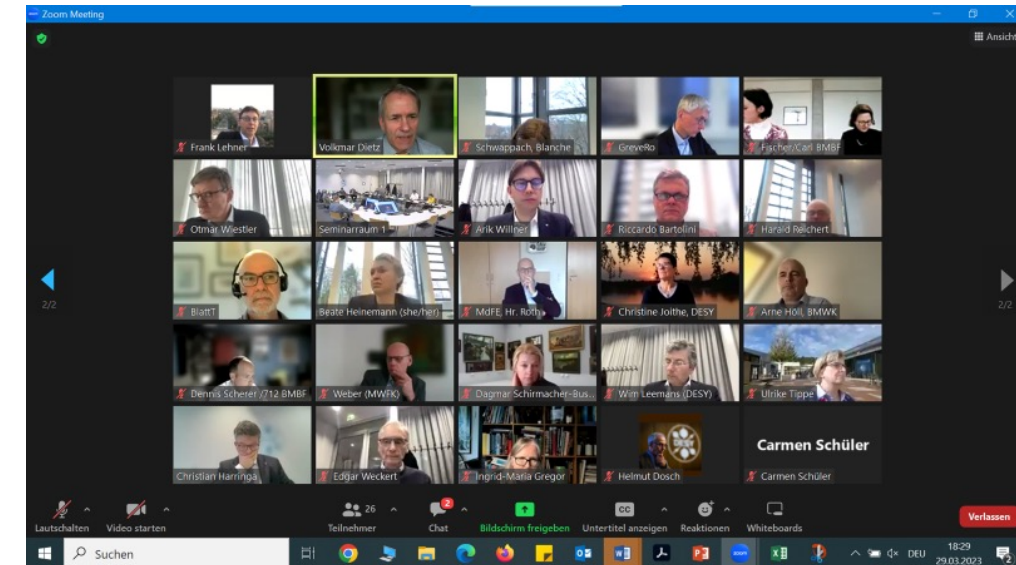 Zoom Meeting
Ansicht
Frank Lehner
Volkmar Dietz
Schwappach, Blanche
GreveRo
Fischer/Carl BMBF
Otmar Wiestler
Seminarraum 1
Arik Willner
Riccardo Bartolini
Harald Reichert
BlattT
Beate Heinemann (she/her)
MdFE, Hr. Roth
Christine Joithe, DESY
Arne Höll, BMWK
2/2
2/2
Dennis Scherer /712 BMBF
Weber (MWFK)
Dagmar Schirmacher-Bus...
Wim Leemans (DESY)
Ulrike Tippe
Carmen Schüler
Christian Harringa
Edgar Weckert
Ingrid-Maria Gregor
Helmut Dosch
Carmen Schüler
26
2
CC
Lautschalten
Video starten
Teilnehmer
Chat
Bildschirm freigeben
Untertitel anzeigen
Reaktionen
Whiteboards
Verlassen
Suchen
DEU
18:29
29.03.2023
2